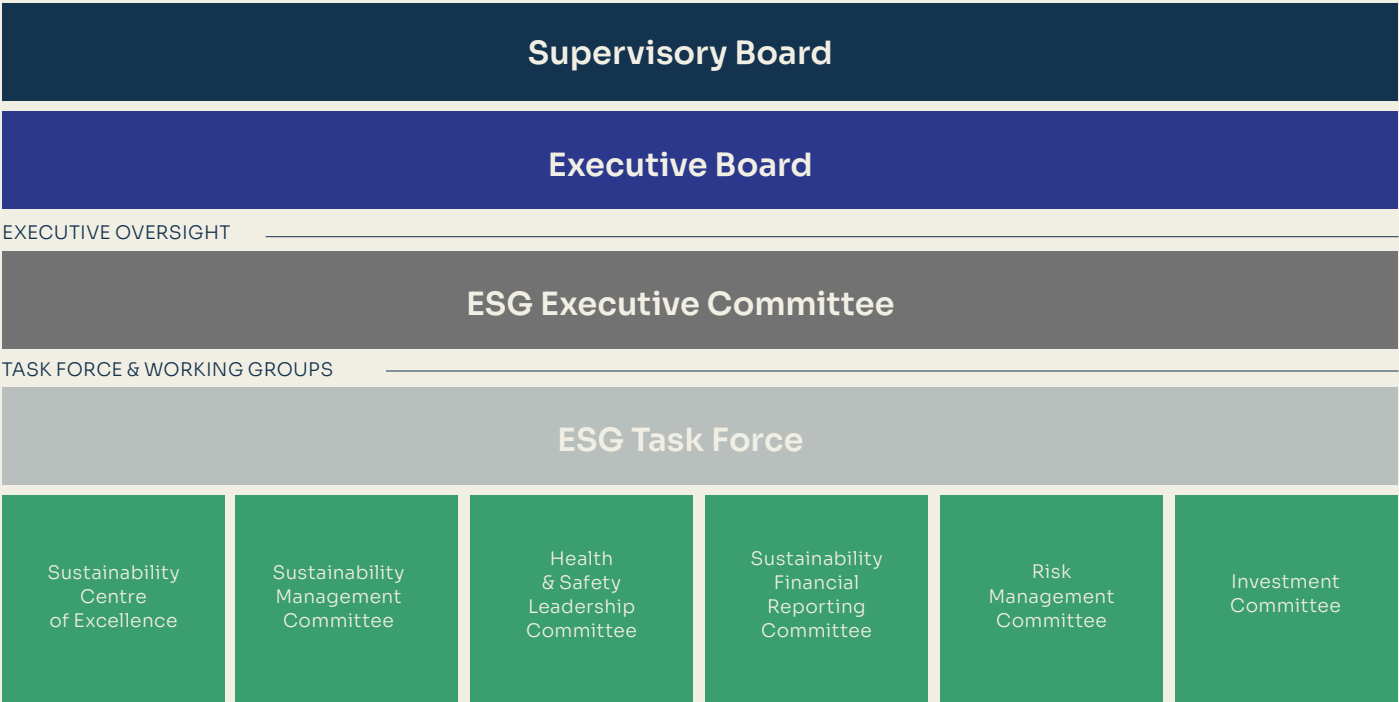 Supervisory Board
Executive Board
EXECUTIVE OVERSIGHT
ESG Executive Committee
TASK FORCE & WORKING GROUPS
ESG Task Force
Sustainability
Centre
of Excellence
Sustainability
Management
Committee
Health
& Safety
Leadership
Committee
Sustainability
Financial
Reporting
Committee
Risk
Management
Committee
Investment
Committee